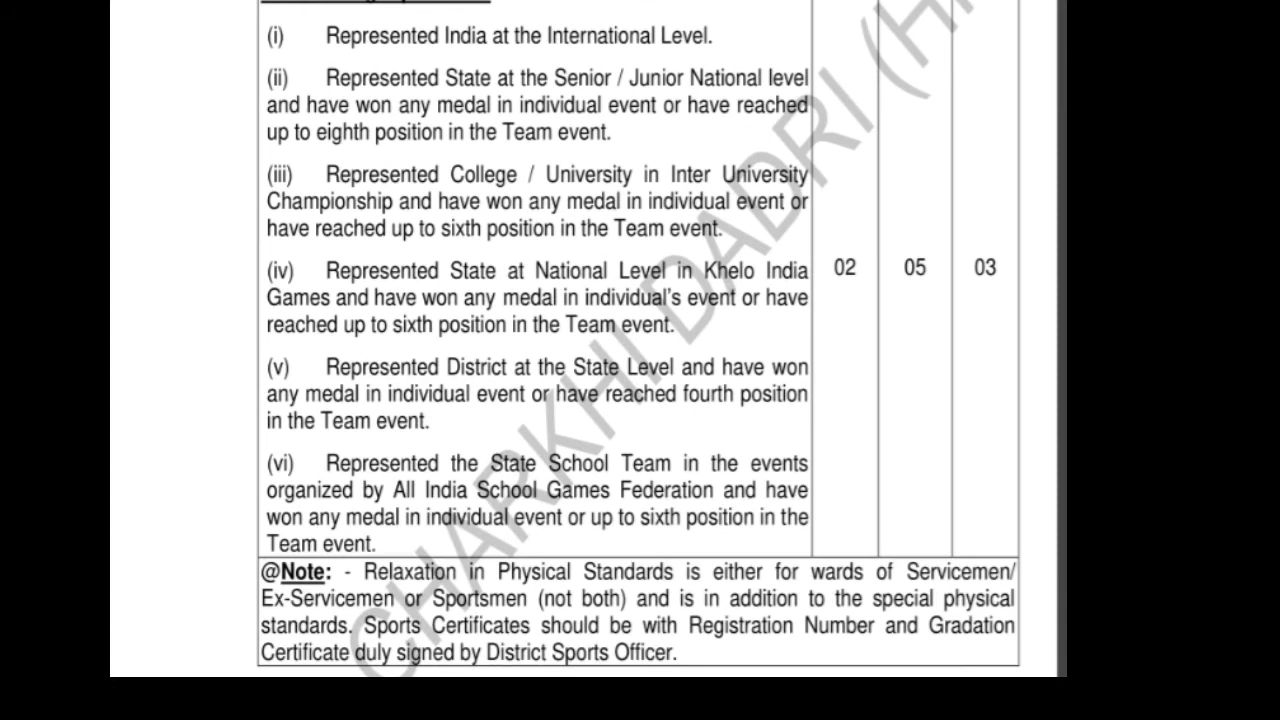 (i) Represented India at the International Level.
(ii) Represented State at the Senior / Junior National level
and have won any medal in individual event or have reached
up to eighth position in the Team event.
(iii) Represented College / University in Inter University
Championship and have won any medal in individual event or
have reached up to sixth position in the Team event.
(iv) Represented State at National Level in Khelo India
Games and have won any medal in individual's event or have
reached up to sixth position in the Team event.
02 05 03
(v) Represented District at the State Level and have won
any medal in individual event or have reached fourth position
in the Team event.
(vi) Represented the State School Team in the events
organized by All India School Games Federation and have
won any medal in individual event or up to sixth position in the
Team event.
@Note: - Relaxation in Physical Standards is either for wards of Servicemen/
Ex-Servicemen or Sportsmen (not both) and is in addition to the special physical
standards. Sports Certificates should be with Registration Number and Gradation
Certificate duly signed by District Sports Officer.
CHARKHI DADRI